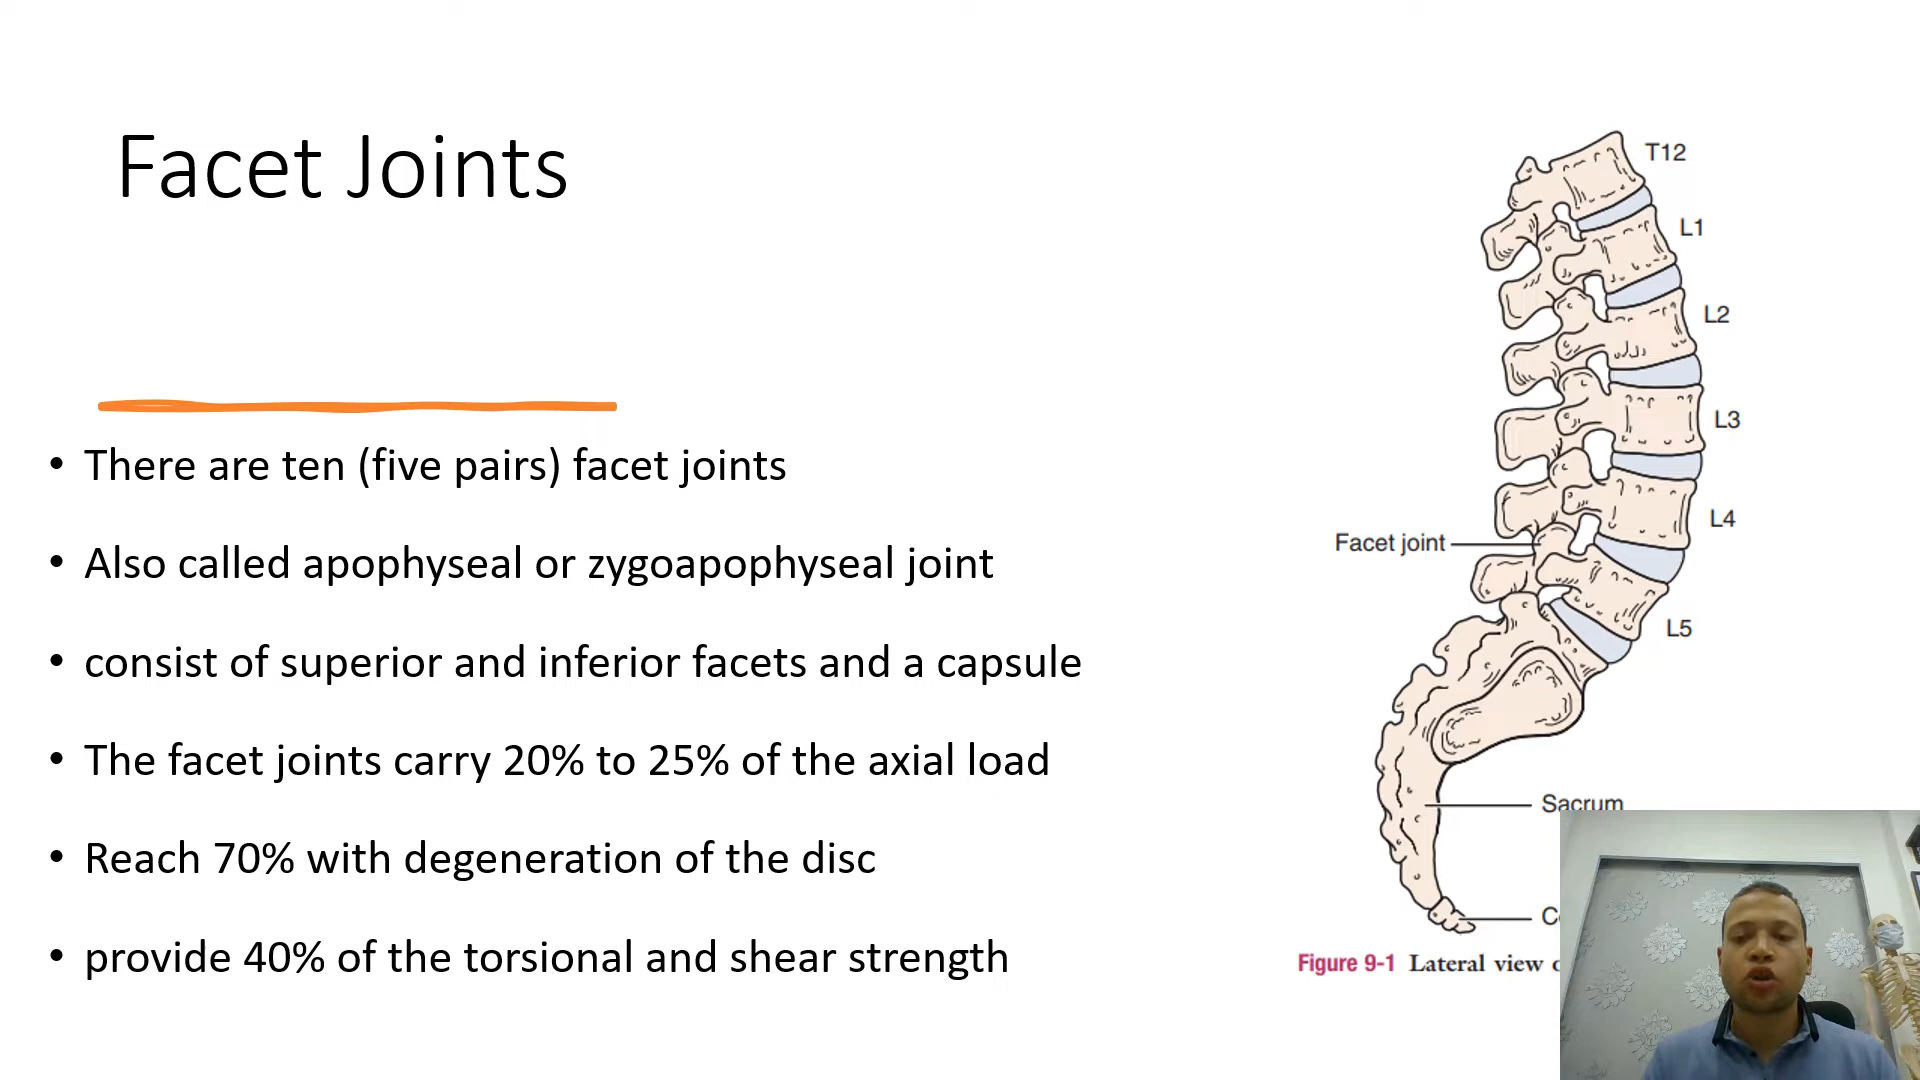 Facet Joints
• There are ten (five pairs) facet joints
• Also called apophyseal or zygoapophyseal joint
• consist of superior and inferior facets and a capsule
• The facet joints carry 20% to 25% of the axial load
• Reach 70% with degeneration of the disc
• provide 40% of the torsional and shear strength
T12
L1
L2
L3
L4
Facet joint
L5
Sacrum
Figure 9-1 Lateral view